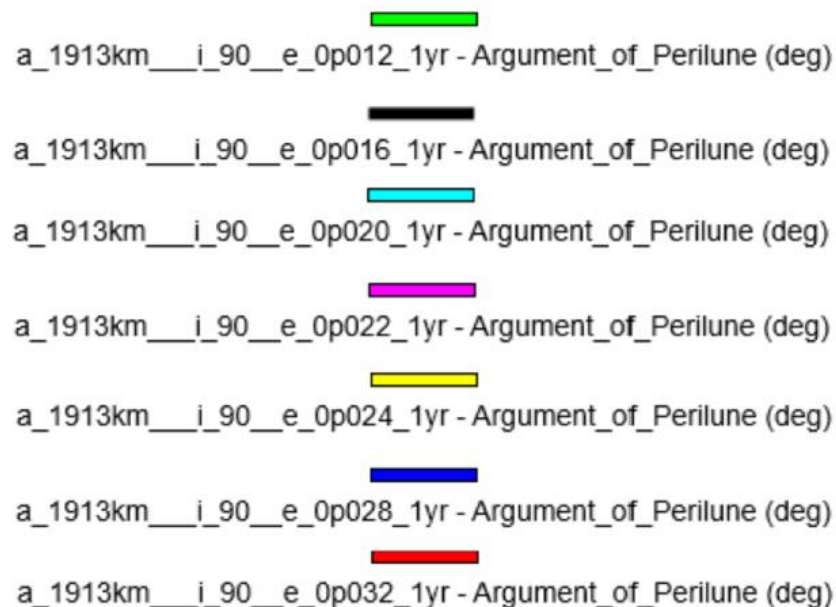 a_1913km___i_90__e_0p012_1yr - Argument_of_Perilune (deg)
a_1913km___i_90__e_0p016_1yr - Argument_of_Perilune (deg)
a_1913km___i_90__e_0p020_1yr - Argument_of_Perilune (deg)
a_1913km___i_90__e_0p022_1yr - Argument_of_Perilune (deg)
a_1913km___i_90__e_0p024_1yr - Argument_of_Perilune (deg)
a_1913km___i_90__e_0p028_1yr - Argument_of_Perilune (deg)
a_1913km___i_90__e_0p032_1yr - Argument_of_Perilune (deg)